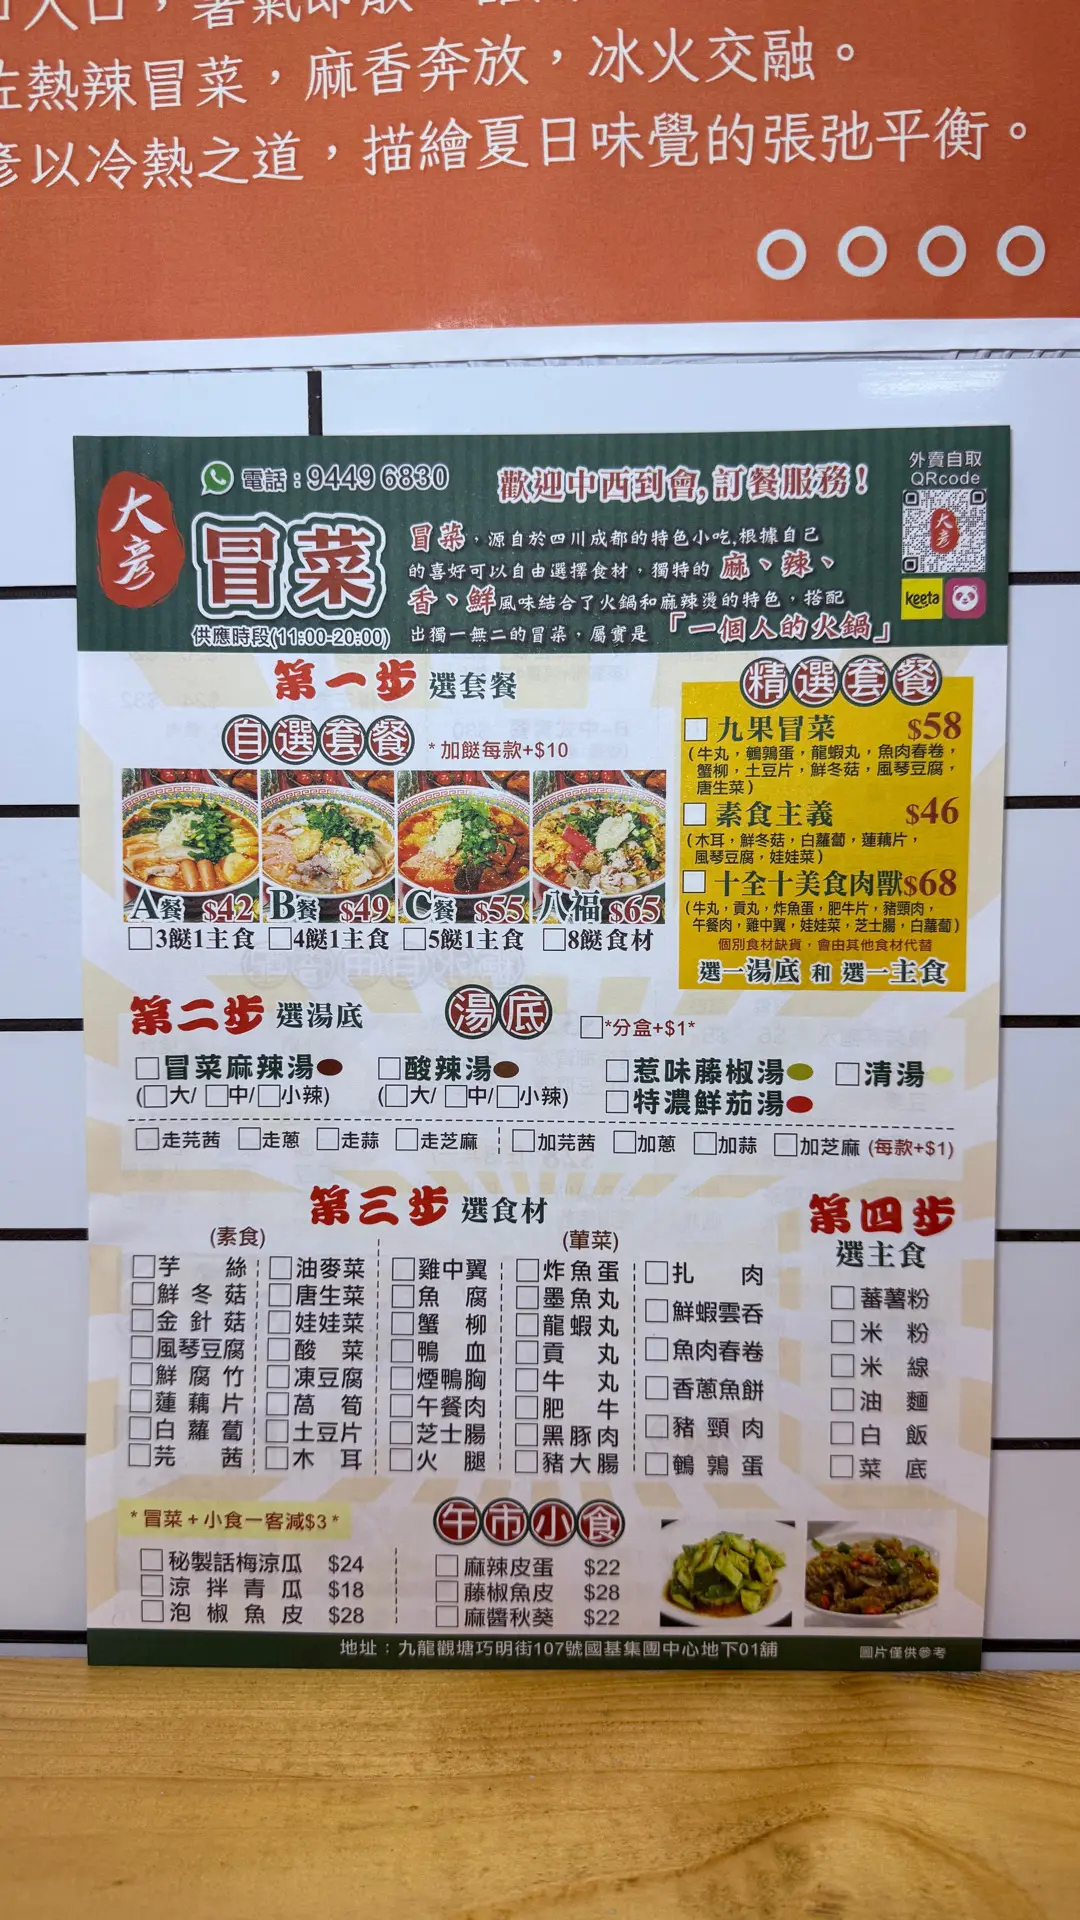 熱辣冒菜，麻香奔放，冰火交融。
彥以冷熱之道，描繪夏日味覺的張弛平衡。
大彥
電話：9449 6830
歡迎中西到會,訂餐服務！
外賣自取
QRcode
大彥
冒菜
供應時段(11:00-20:00)
冒菜，源自於四川成都的特色小吃,根據自己
的喜好可以自由選擇食材，獨特的 麻、辣、
香、鮮風味結合了火鍋和麻辣燙的特色，搭配
出獨一無二的冒菜，屬實是「一個人的火鍋」
keeta
第一步 選套餐
自選套餐 *加餸每款+$10
A餐 $42
B餐 $49
C餐 $55
八福 $65
□3餸1主食 □4餸1主食 □5餸1主食 □8餸食材
精選套餐
□ 九果冒菜 $58
(牛丸，鵪鶉蛋，龍蝦丸，魚肉春卷，
蟹柳，土豆片，鮮冬菇，風琴豆腐，
唐生菜)
□ 素食主義 $46
(木耳，鮮冬菇，白蘿蔔，蓮藕片，
風琴豆腐，娃娃菜)
□ 十全十美食肉獸$68
(牛丸，貢丸，炸魚蛋，肥牛片，豬頸肉，
午餐肉，雞中翼，娃娃菜，芝士腸，白蘿蔔)
個別食材缺貨，會由其他食材代替
選一湯底 和 選一主食
第二步 選湯底 湯底 □*分盒+$1*
□冒菜麻辣湯 □酸辣湯 □惹味藤椒湯 □清湯
(□大/ □中/□小辣) (□大/ □中/□小辣) □特濃鮮茄湯
□走芫茜 □走蔥 □走蒜 □走芝麻 □加芫茜 □加蔥 □加蒜 □加芝麻 (每款+$1)
第三步 選食材
(素食)
□芋絲
□鮮冬菇
□金針菇
□風琴豆腐
□鮮腐竹
□蓮藕片
□白蘿蔔
□芫茜
□油麥菜
□唐生菜
□娃娃菜
□酸菜
□凍豆腐
□萵筍
□土豆片
□木耳
(葷菜)
□雞中翼
□魚腐
□蟹柳
□鴨血
□煙鴨胸
□午餐肉
□芝士腸
□火腿
□炸魚蛋
□墨魚丸
□龍蝦丸
□貢丸
□牛丸
□肥牛
□黑豚肉
□豬大腸
□扎肉
□鮮蝦雲吞
□魚肉春卷
□香蔥魚餅
□豬頸肉
□鵪鶉蛋
第四步
選主食
□蕃薯粉
□米粉
□米線
□油麵
□白飯
□菜底
*冒菜+小食一客減$3*
午市小食
□秘製話梅涼瓜 $24
□涼拌青瓜 $18
□泡椒魚皮 $28
□麻辣皮蛋 $22
□藤椒魚皮 $28
□麻醬秋葵 $22
地址：九龍觀塘巧明街107號國基集團中心地下01舖
圖片僅供參考